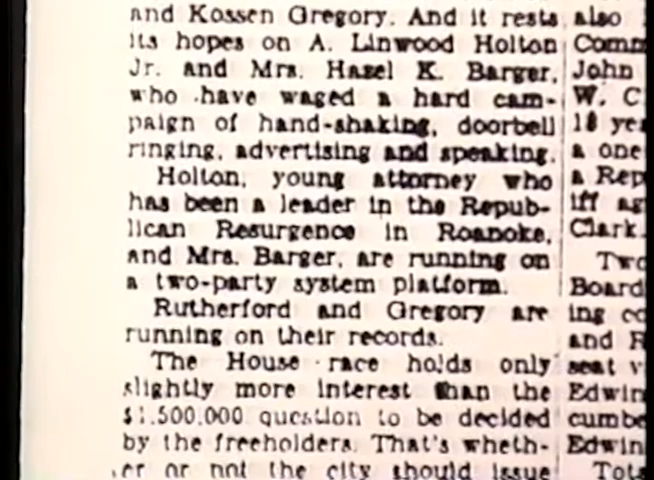 and Kossen Gregory. And it rests
its hopes on A. Linwood Holton
Jr. and Mrs. Hazel K. Barger,
who have waged a hard cam-
paign of hand-shaking, doorbell
ringing, advertising and speaking.
Holton, young attorney who
has been a leader in the Repub-
lican Resurgence in Roanoke,
and Mrs. Barger, are running on
a two-party system platform.
Rutherford and Gregory are
running on their records.
The House race holds only
slightly more interest than the
$1,500,000 question to be decided
by the freeholders. That's wheth-
er or not the city should issue
also
Comm
John
W. C
18 yea
a one
a Rep
iff ag
Clark.
Two
Board
ing co
and R
seat v
Edwin
cumbe
Edwin
Tota